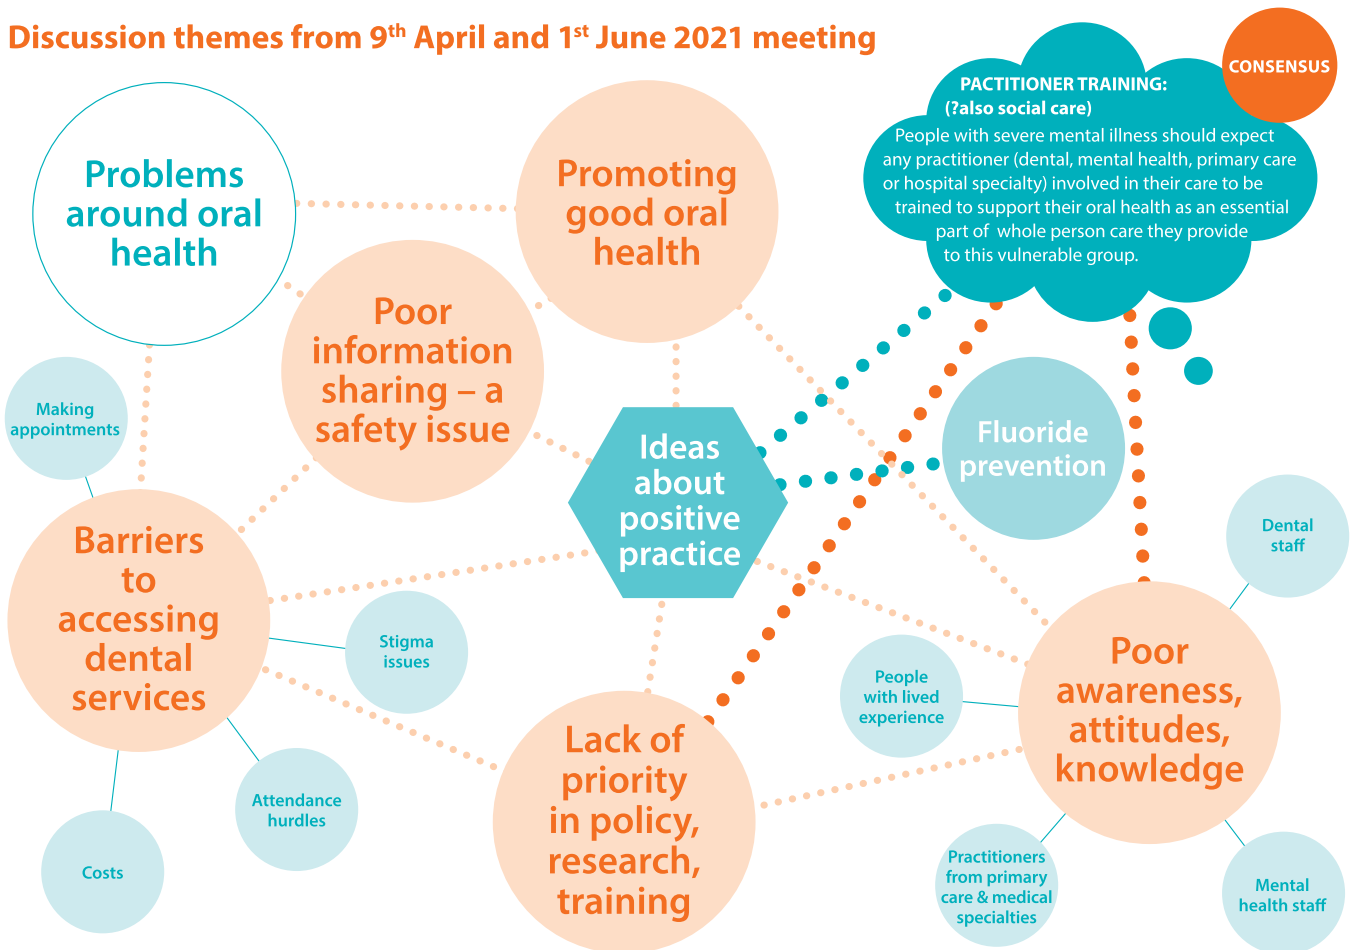 Discussion themes from 9th April and 1st June 2021 meeting
CONSENSUS
PACTITIONER TRAINING:
(?also social care)
People with severe mental illness should expect
any practitioner (dental, mental health, primary care
or hospital specialty) involved in their care to be
trained to support their oral health as an essential
part of whole person care they provide
to this vulnerable group.
Problems
around oral
health
Promoting
good oral
health
Poor
information
sharing – a
safety issue
Making
appointments
Ideas
about
positive
practice
Fluoride
prevention
Barriers
to
accessing
dental
services
Stigma
issues
Dental
staff
People
with lived
experience
Poor
awareness,
attitudes,
knowledge
Lack of
priority
in policy,
research,
training
Attendance
hurdles
Costs
Practitioners
from primary
care & medical
specialties
Mental
health staff